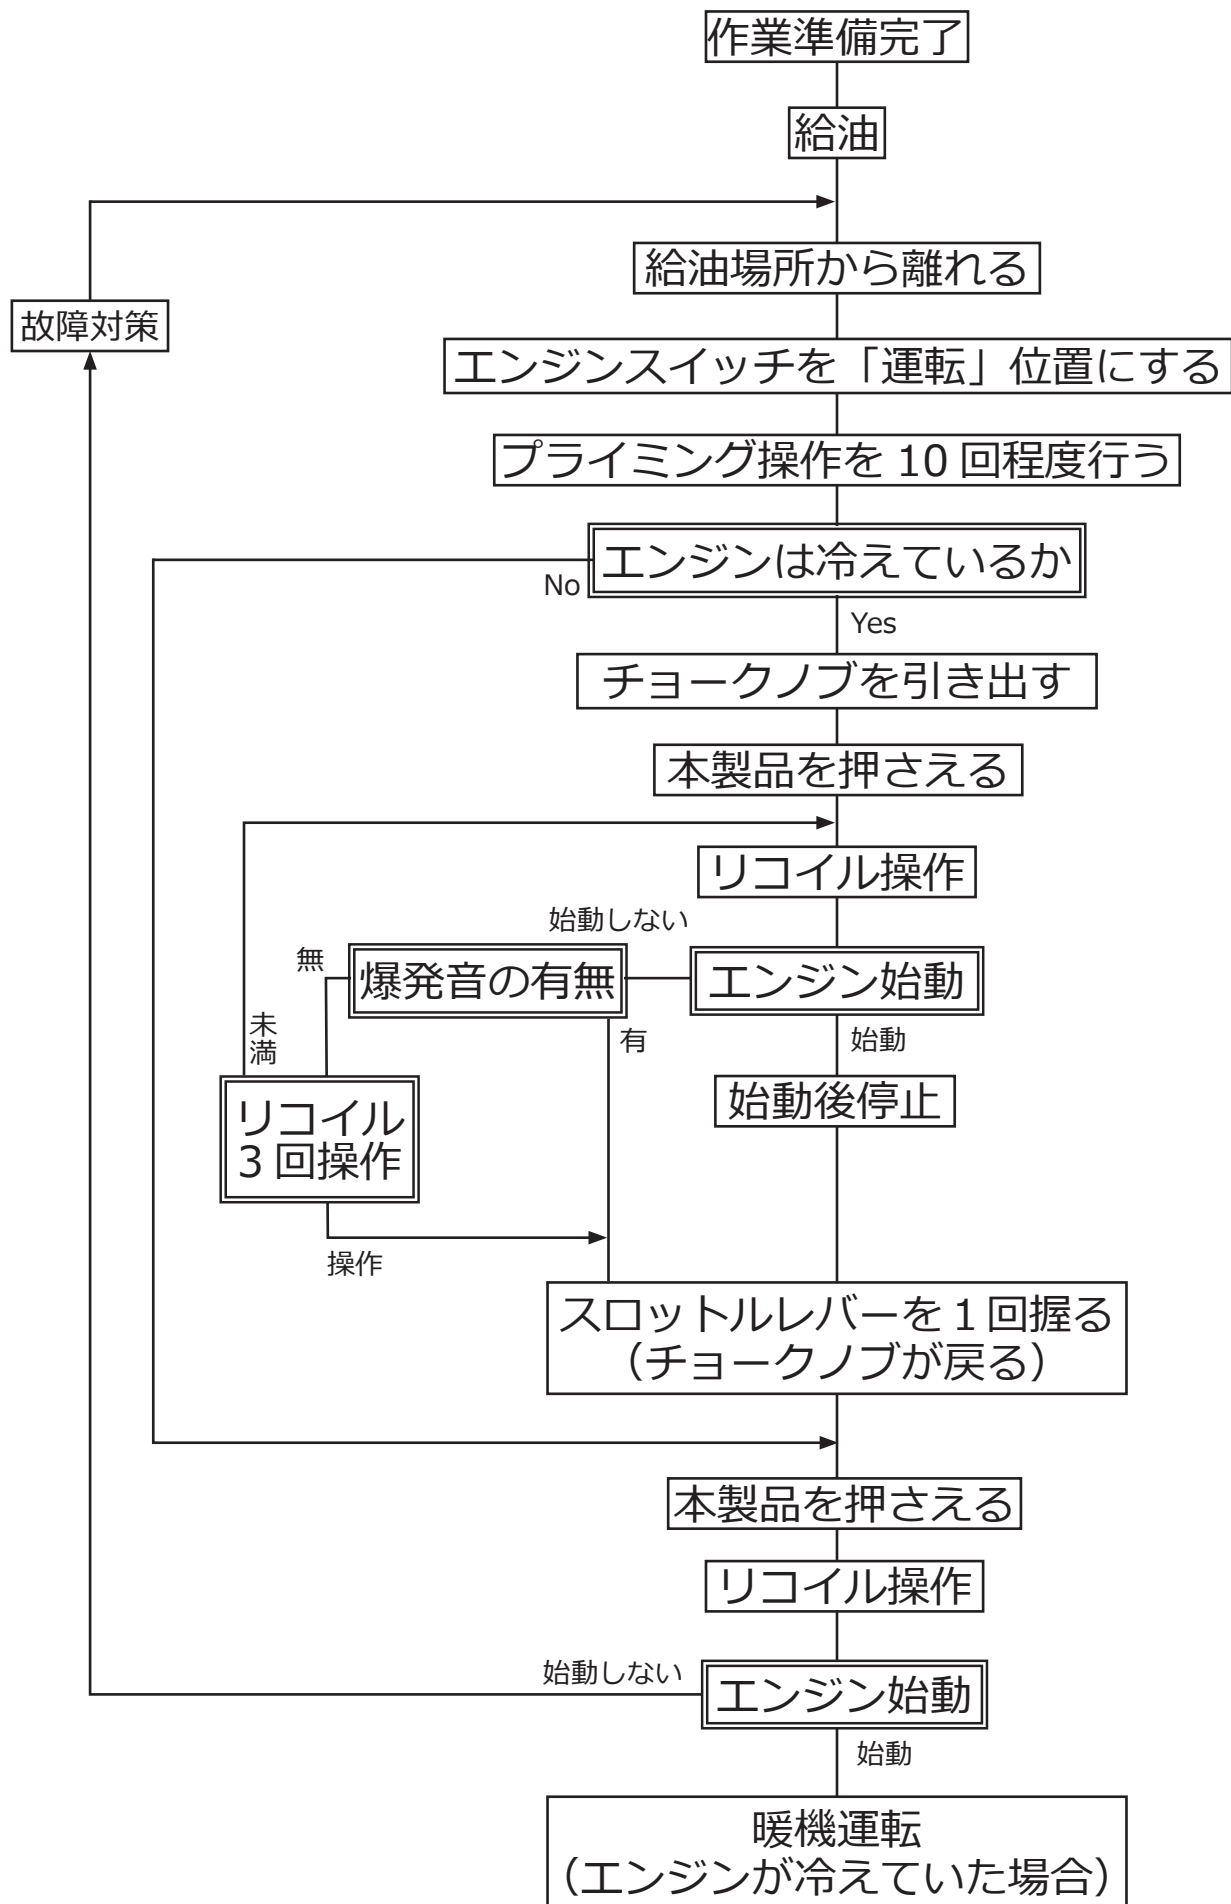 作業準備完了
給油
給油場所から離れる
故障対策
エンジンスイッチを「運転」位置にする
プライミング操作を 10 回程度行う
エンジンは冷えているか
No
Yes
チョークノブを引き出す
本製品を押さえる
リコイル操作
始動しない
無
爆発音の有無
エンジン始動
未満
有
始動
始動後停止
リコイル
3 回操作
操作
スロットルレバーを 1 回握る
（チョークノブが戻る）
本製品を押さえる
リコイル操作
始動しない
エンジン始動
始動
暖機運転
（エンジンが冷えていた場合）